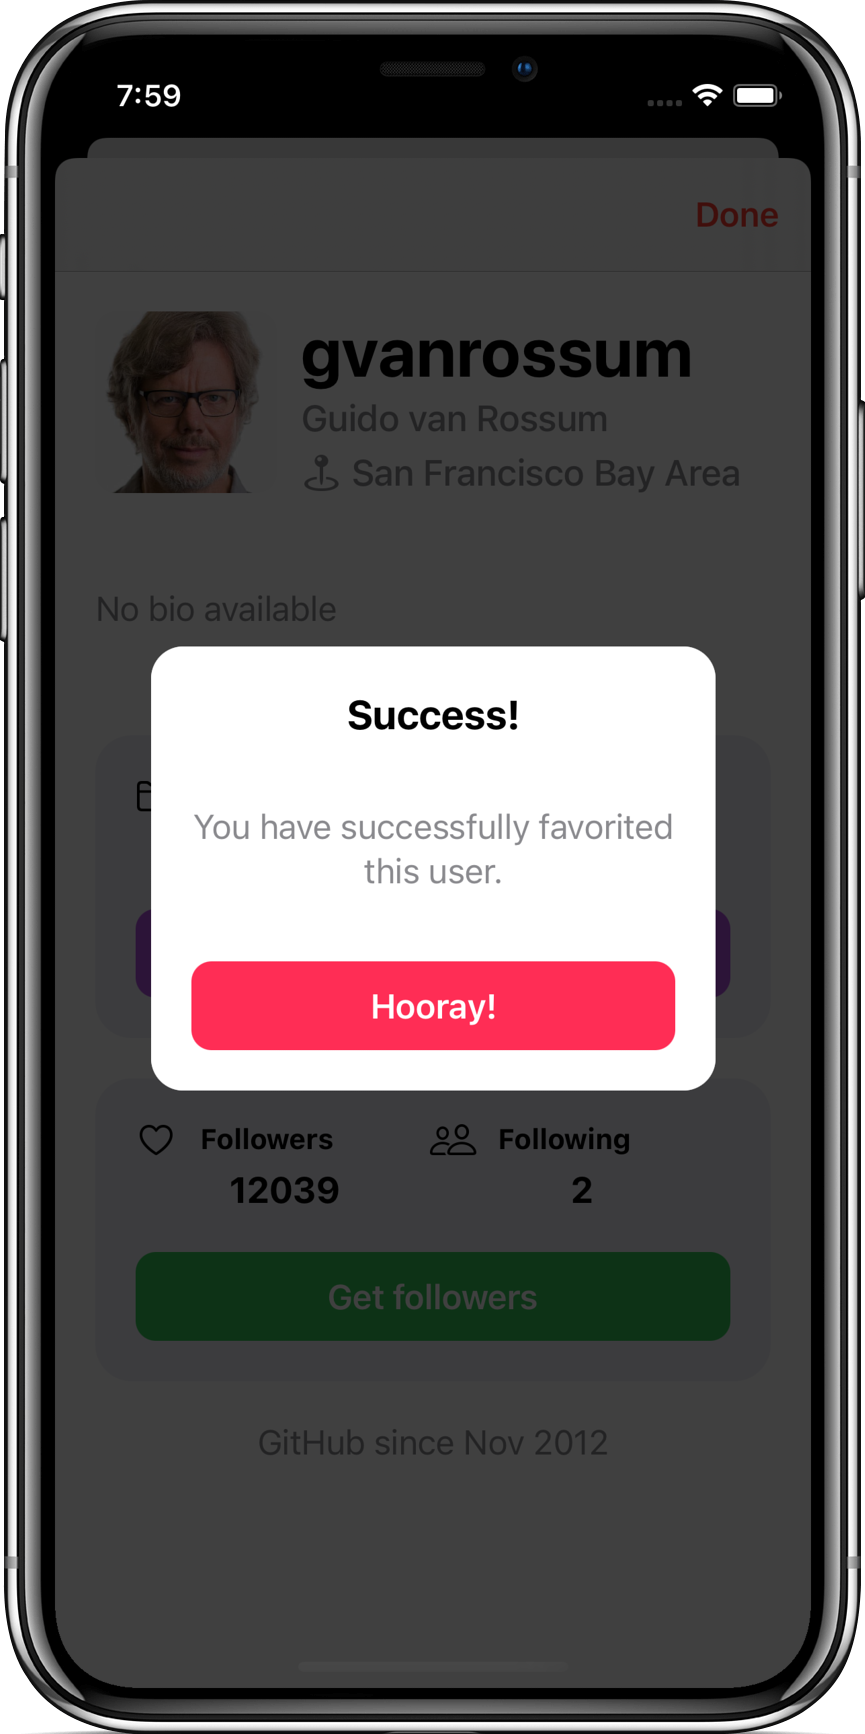 7:59
Done
gvanrossum
Guido van Rossum
San Francisco Bay Area
No bio available
Success!
You have successfully favorited
this user.
Hooray!
Followers
Following
12039
2
Get followers
GitHub since Nov 2012